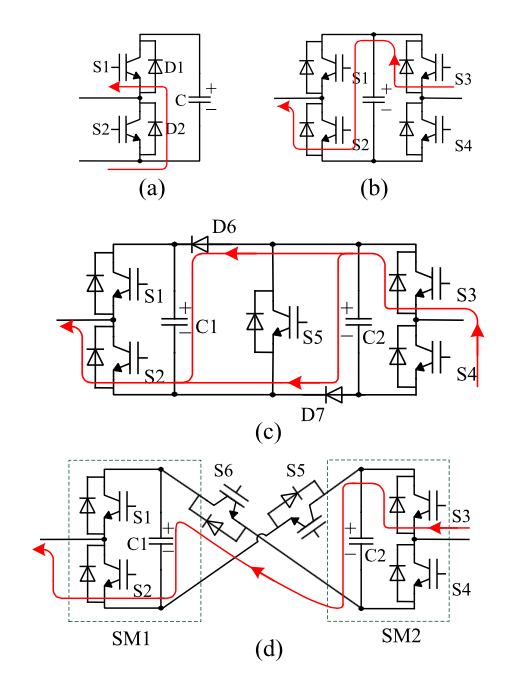 S1 D1
C +
−
S2 D2
(a)
S1 + S3
−
S2 S4
(b)
D6
S1 S3
+ C1 + C2
− S5 −
S2 S4
D7
(c)
S6 S5
S1 S3
C1 + C2 +
− −
S2 S4
SM1 SM2
(d)